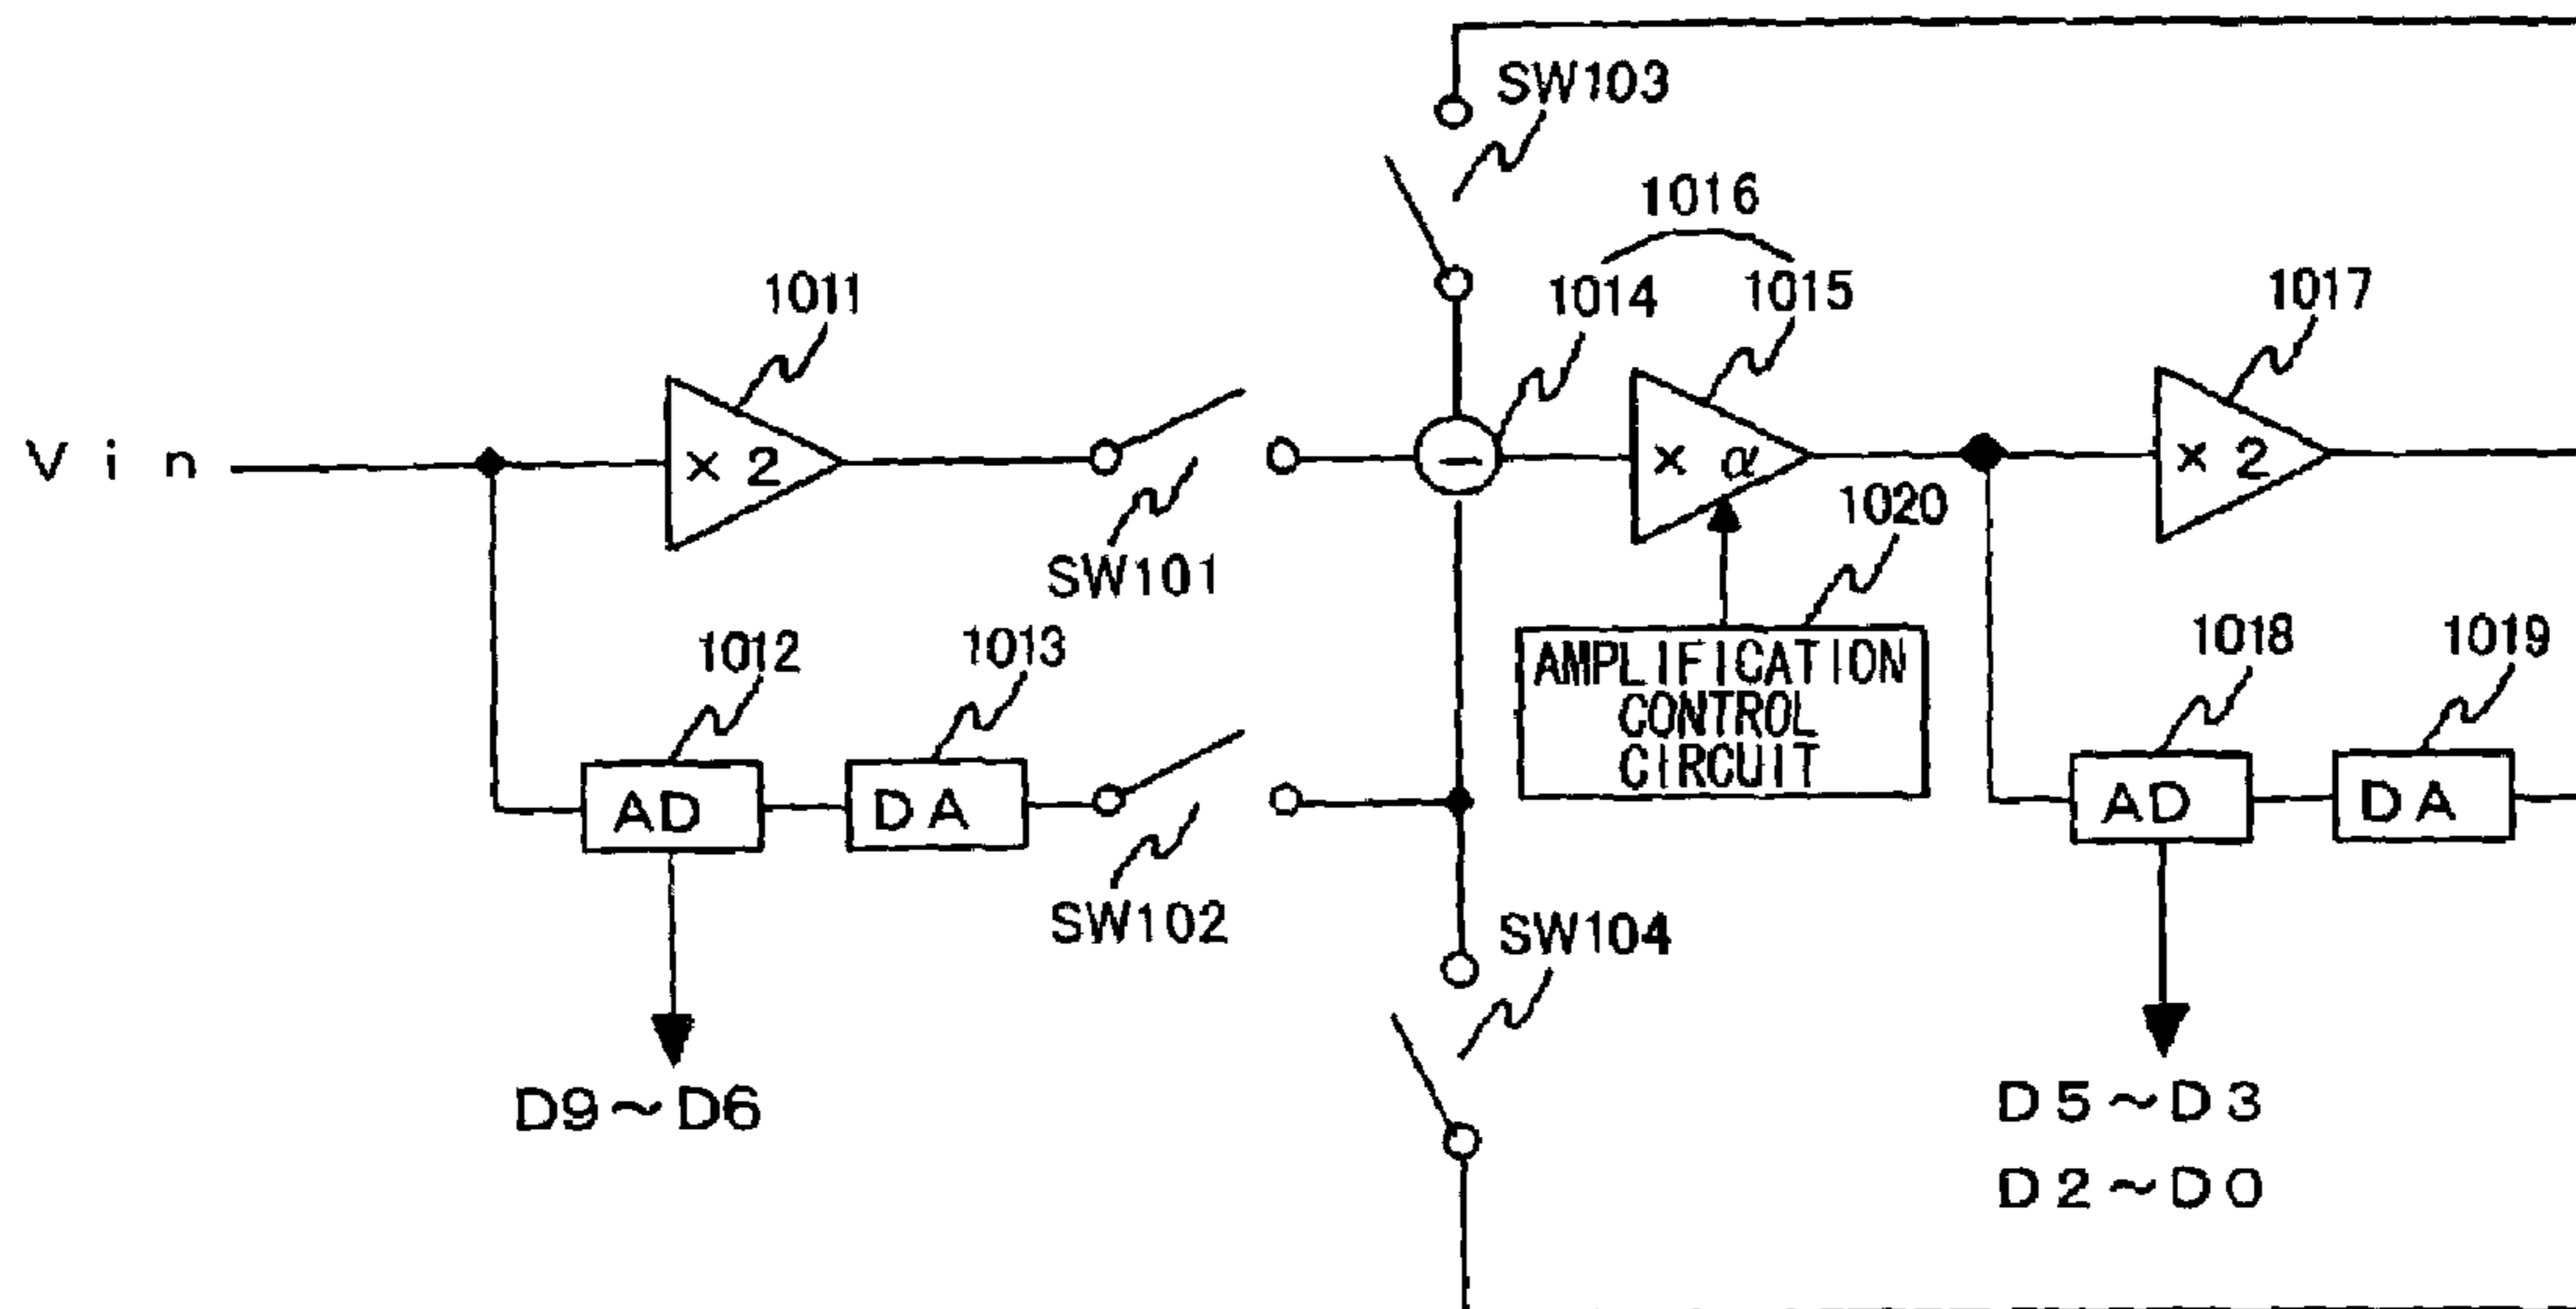 SW103
1016
1011
1014
1015
1017
V i n
× 2
−
× α
× 2
1020
SW101
1012
1013
AMPLIFICATION
CONTROL
CIRCUIT
1018
1019
AD
DA
AD
DA
SW102
SW104
D9~D6
D5~D3
D2~D0